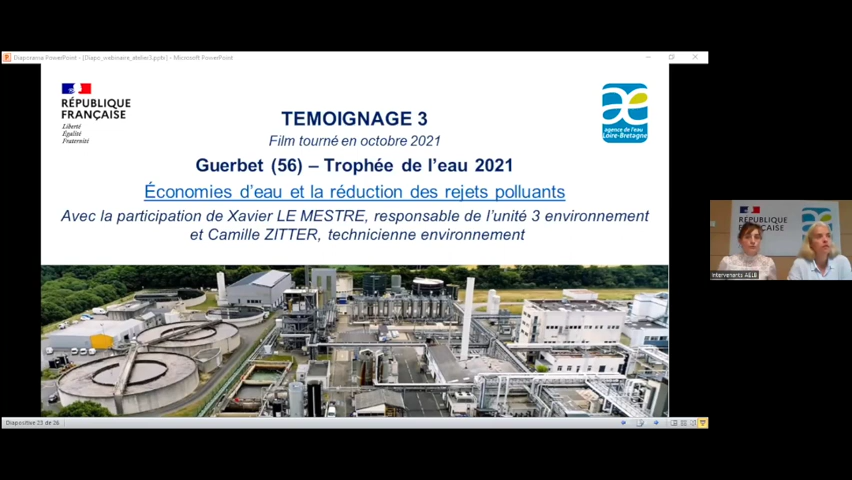 Diaporama PowerPoint - [Diapo_webinaire_atelier3.pptx] - Microsoft PowerPoint
RÉPUBLIQUE
FRANÇAISE
Liberté
Égalité
Fraternité
TEMOIGNAGE 3
Film tourné en octobre 2021
Guerbet (56) – Trophée de l'eau 2021
Économies d'eau et la réduction des rejets polluants
Avec la participation de Xavier LE MESTRE, responsable de l'unité 3 environnement
et Camille ZITTER, technicienne environnement
agence de l'eau
Loire-Bretagne
RÉPUBLIQUE
FRANÇAISE
Intervenants AELB
Diapositive 23 de 26